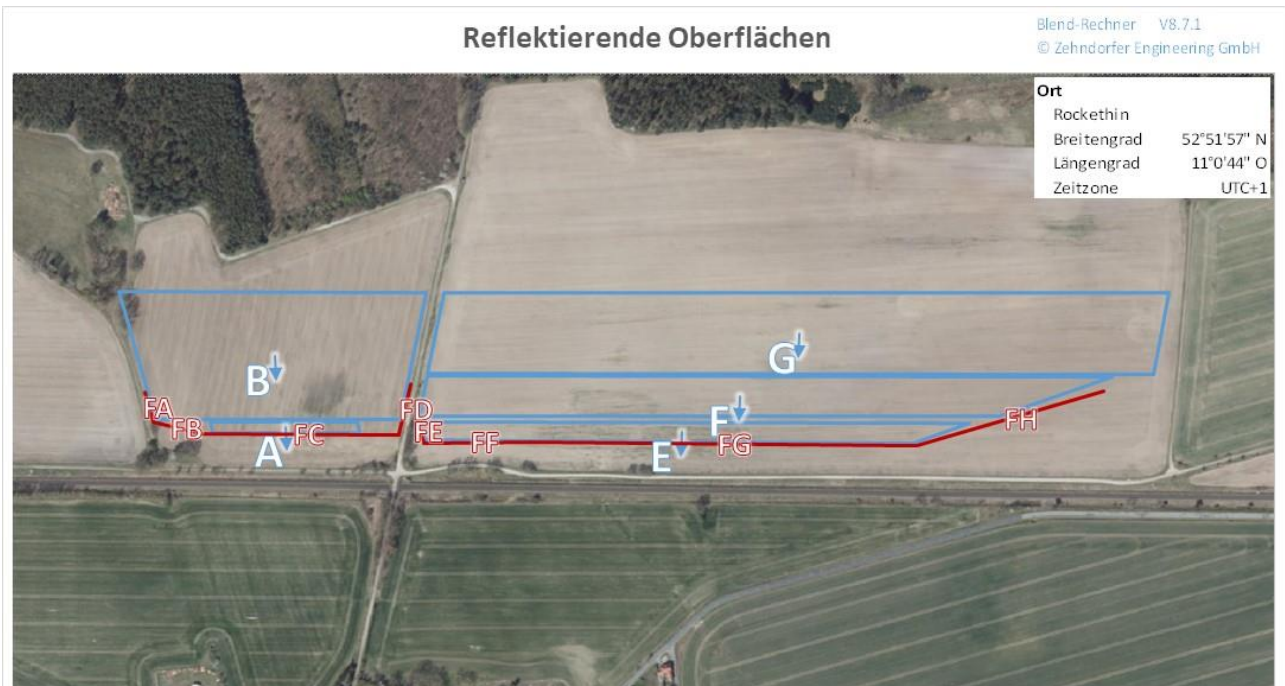 Reflektierende Oberflächen
Blend-Rechner V8.7.1
© Zehndorfer Engineering GmbH
Ort
Rockethin
Breitengrad 52°51'57" N
Längengrad 11°0'44" O
Zeitzone UTC+1
G
B
FA
FD
F
FH
FB
FC
FE
FF
FG
A
E